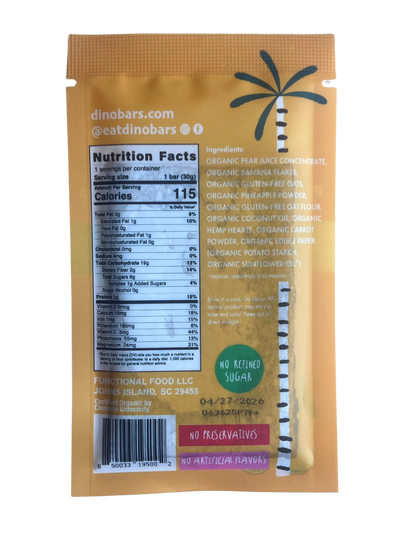 dinobars.com
@eatdinobars
Nutrition Facts
1 servings per container
Serving size 1 bar (30g)
Amount Per Serving
Calories 115
% Daily Value*
Total Fat 3g 8%
Saturated Fat 1g 10%
Trans Fat 0g
Polyunsaturated Fat 1g
Monounsaturated Fat 0g
Cholesterol 0mg 0%
Sodium 4mg 0%
Total Carbohydrate 19g 13%
Dietary Fiber 2g 14%
Total Sugars 9g
Includes 1g Added Sugars 4%
Sugar Alcohol 0g
Protein 15%
Vitamin D 0mcg 0%
Calcium 16mg 18%
Iron 1mg 15%
Potassium 185mg 6%
Vitamin C 3mg 44%
Phosphorus 55mg 13%
Magnesium 24mg 31%
FUNCTIONAL FOOD LLC
JOHNS ISLAND, SC 29455
Certified Organic by
Clemson University
8 50033 19500 2
Ingredients
ORGANIC PEAR JUICE CONCENTRATE,
ORGANIC BANANA FLAKES,
ORGANIC GLUTEN-FREE OATS,
ORGANIC PINEAPPLE POWDER,
ORGANIC GLUTEN-FREE OAT FLOUR,
ORGANIC COCONUT OIL, ORGANIC
HEMP HEARTS, ORGANIC CARROT
POWDER, ORGANIC EDIBLE PAPER
(ORGANIC POTATO STARCH,
ORGANIC SUNFLOWER OIL*)
NO REFINED
SUGAR
04/27/2026
NO PRESERVATIVES
NO ARTIFICIAL FLAVORS